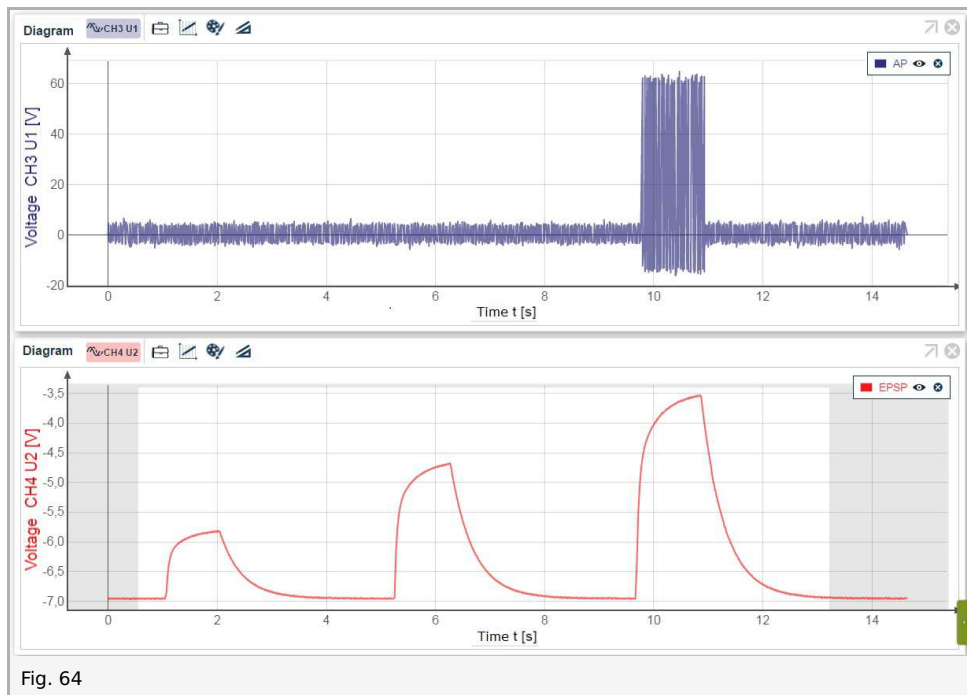 Diagram CH3 U1
AP
Voltage CH3 U1 [V]
60
40
20
0
-20
0 2 4 6 8 10 12 14
Time t [s]
Diagram CH4 U2
EPSP
Voltage CH4 U2 [V]
-3,5
-4,0
-4,5
-5,0
-5,5
-6,0
-6,5
-7,0
0 2 4 6 8 10 12 14
Time t [s]
Fig. 64